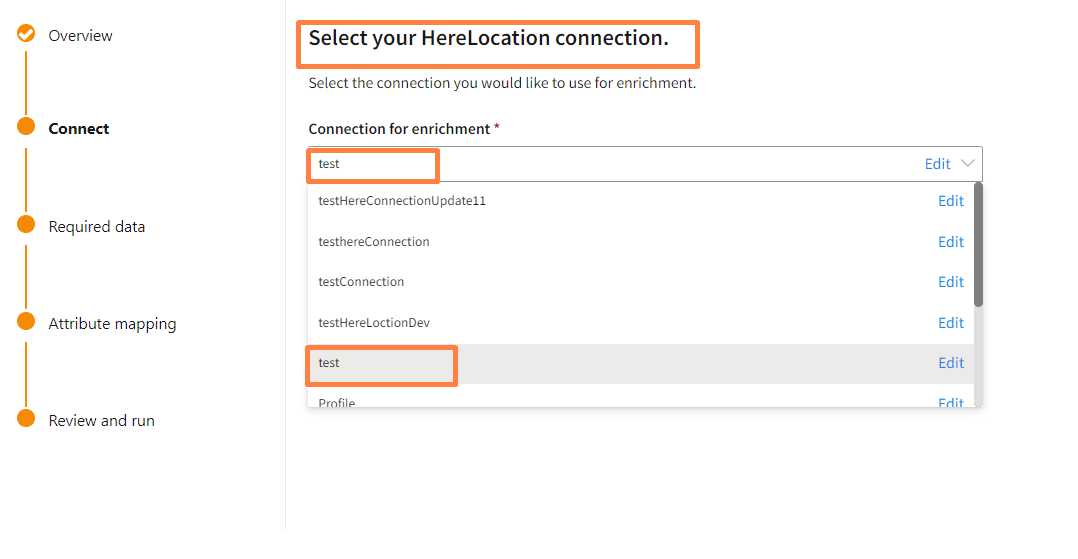 Overview
Connect
Required data
Attribute mapping
Review and run
Select your HereLocation connection.
Select the connection you would like to use for enrichment.
Connection for enrichment *
test Edit
testHereConnectionUpdate11 Edit
testhereConnection Edit
testConnection Edit
testHereLoctionDev Edit
test Edit
Profile Edit